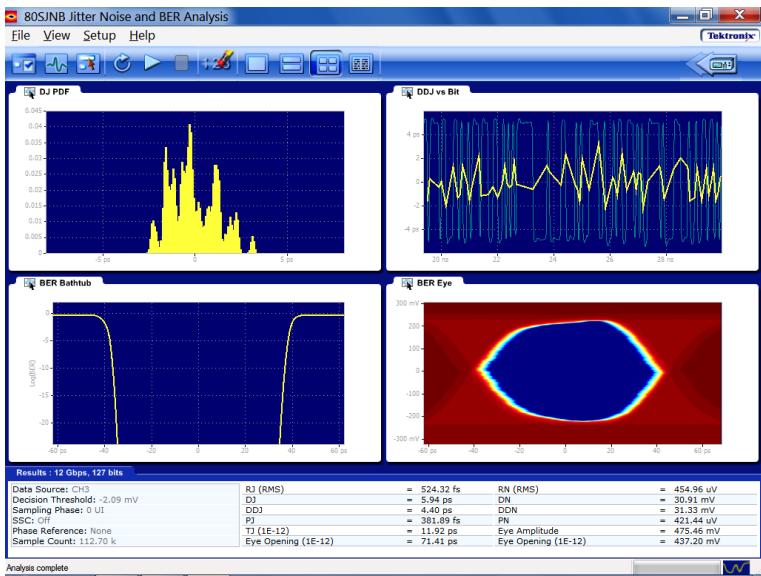 80SJNB Jitter Noise and BER Analysis
File View Setup Help
Tektronix
DJ PDF
0.045
0.04
0.035
0.03
0.025
0.02
0.015
0.01
0.005
0
-5 ps 0 5 ps
DDJ vs Bit
4 ps
2
0
-2
-4 ps
20 ns 22 24 26 28 ns
BER Bathtub
Log(BER)
0
-5
-10
-15
-20
-60 ps -40 -20 0 20 40 60 ps
BER Eye
300 mV
200
100
0
-100
-200
-300 mV
-60 ps -40 -20 0 20 40 60 ps
Results : 12 Gbps, 127 bits
Data Source: CH3
Decision Threshold: -2.09 mV
Sampling Phase: 0 UI
SSC: Off
Phase Reference: None
Sample Count: 112.70 k
RJ (RMS) = 524.32 fs RN (RMS) = 454.96 uV
DJ = 5.94 ps DN = 30.91 mV
DDJ = 4.40 ps DDN = 31.33 mV
PJ = 381.89 fs PN = 421.44 uV
TJ (1E-12) = 11.92 ps Eye Amplitude = 475.46 mV
Eye Opening (1E-12) = 71.41 ps Eye Opening (1E-12) = 437.20 mV
Analysis complete